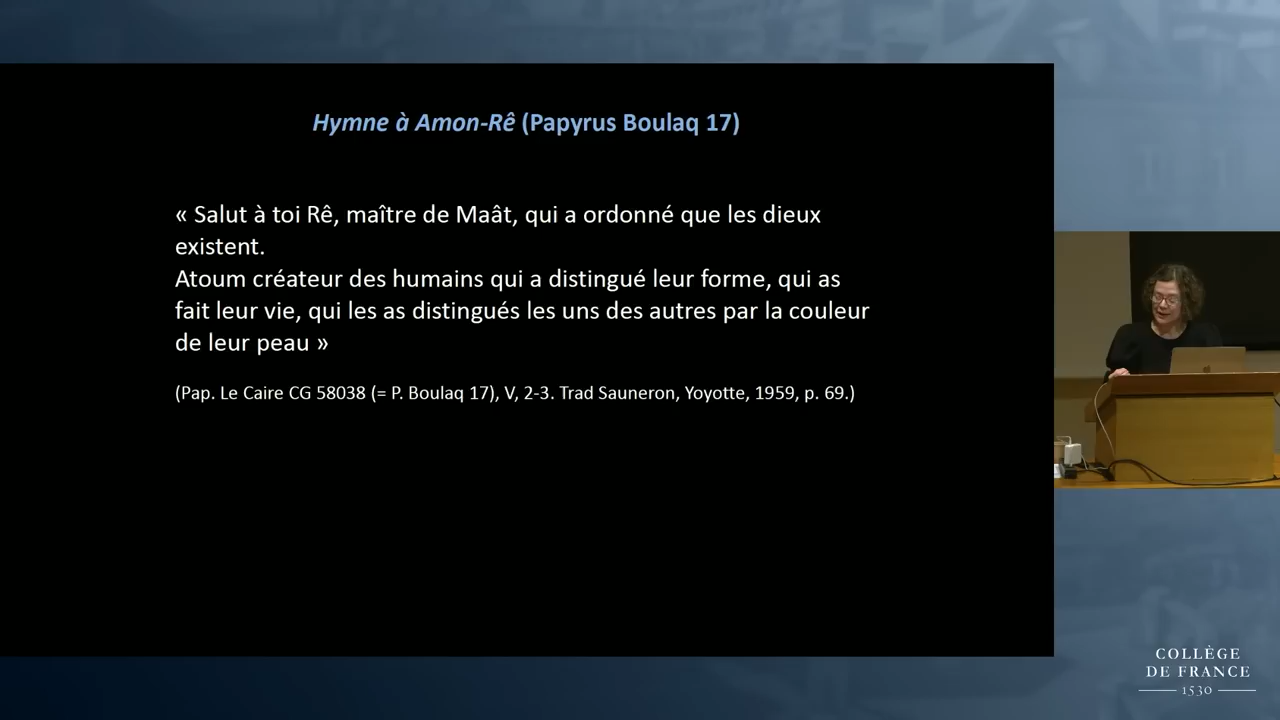 Hymne à Amon-Rê (Papyrus Boulaq 17)
« Salut à toi Rê, maître de Maât, qui a ordonné que les dieux
existent.
Atoum créateur des humains qui a distingué leur forme, qui as
fait leur vie, qui les as distingués les uns des autres par la couleur
de leur peau »
(Pap. Le Caire CG 58038 (= P. Boulaq 17), V, 2-3. Trad Sauneron, Yoyotte, 1959, p. 69.)
COLLÈGE
DE FRANCE
1530